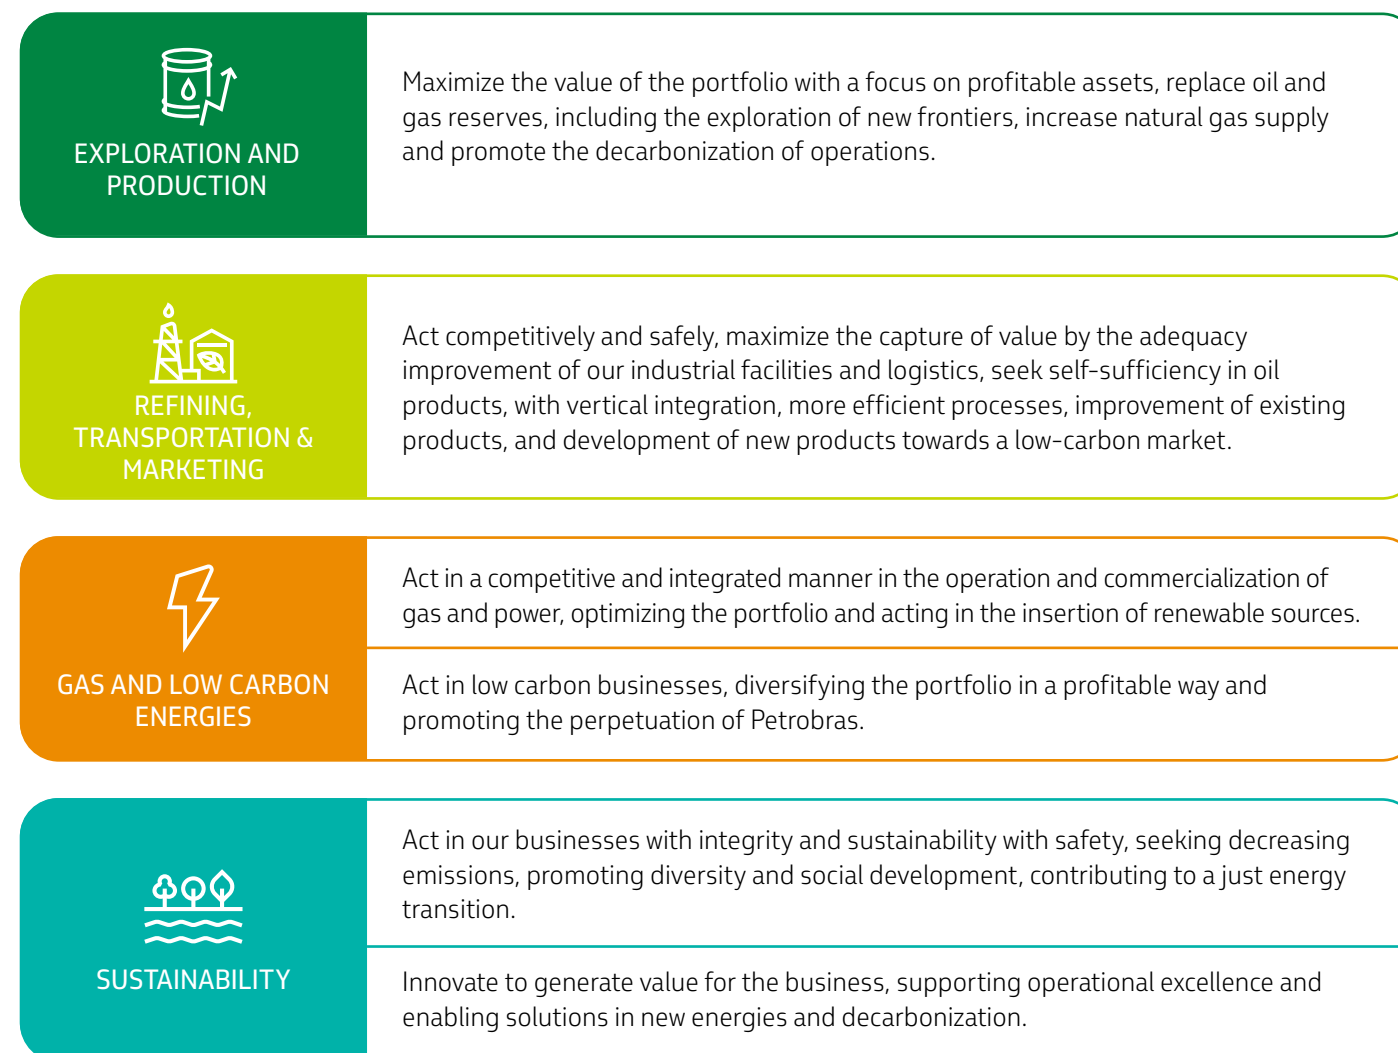 EXPLORATION AND
PRODUCTION
Maximize the value of the portfolio with a focus on profitable assets, replace oil and
gas reserves, including the exploration of new frontiers, increase natural gas supply
and promote the decarbonization of operations.
REFINING,
TRANSPORTATION &
MARKETING
Act competitively and safely, maximize the capture of value by the adequacy
improvement of our industrial facilities and logistics, seek self-sufficiency in oil
products, with vertical integration, more efficient processes, improvement of existing
products, and development of new products towards a low-carbon market.
GAS AND LOW CARBON
ENERGIES
Act in a competitive and integrated manner in the operation and commercialization of
gas and power, optimizing the portfolio and acting in the insertion of renewable sources.
Act in low carbon businesses, diversifying the portfolio in a profitable way and
promoting the perpetuation of Petrobras.
SUSTAINABILITY
Act in our businesses with integrity and sustainability with safety, seeking decreasing
emissions, promoting diversity and social development, contributing to a just energy
transition.
Innovate to generate value for the business, supporting operational excellence and
enabling solutions in new energies and decarbonization.